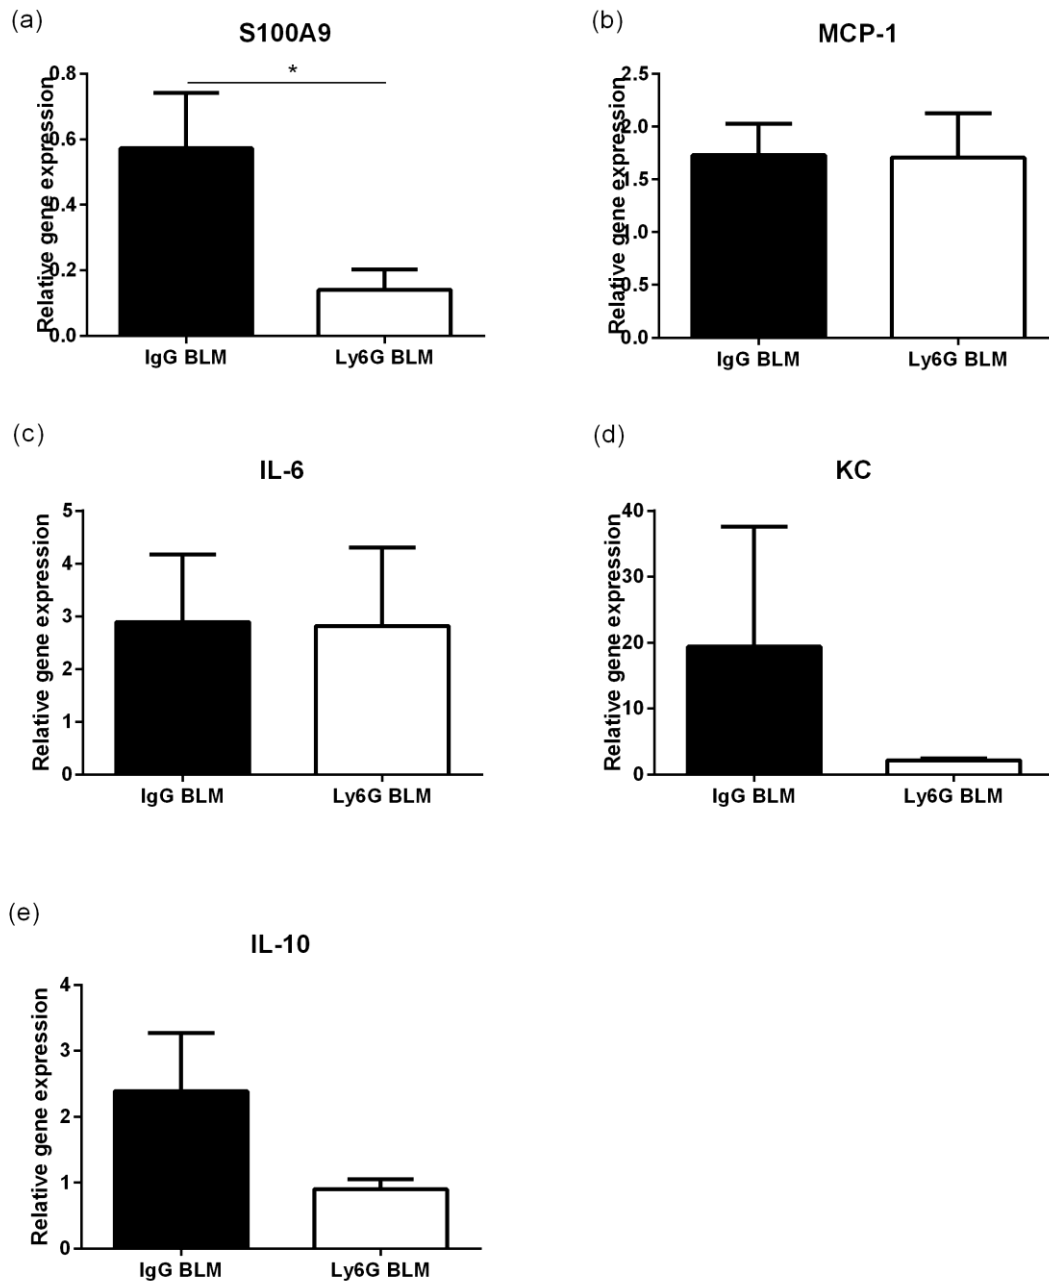 (a)
S100A9
Relative gene expression
0.8
0.6
0.4
0.2
0.0
*
IgG BLM
Ly6G BLM
(b)
MCP-1
Relative gene expression
2.5
2.0
1.5
1.0
0.5
0.0
IgG BLM
Ly6G BLM
(c)
IL-6
Relative gene expression
5
4
3
2
1
0
IgG BLM
Ly6G BLM
(d)
KC
Relative gene expression
40
30
20
10
0
IgG BLM
Ly6G BLM
(e)
IL-10
Relative gene expression
4
3
2
1
0
IgG BLM
Ly6G BLM